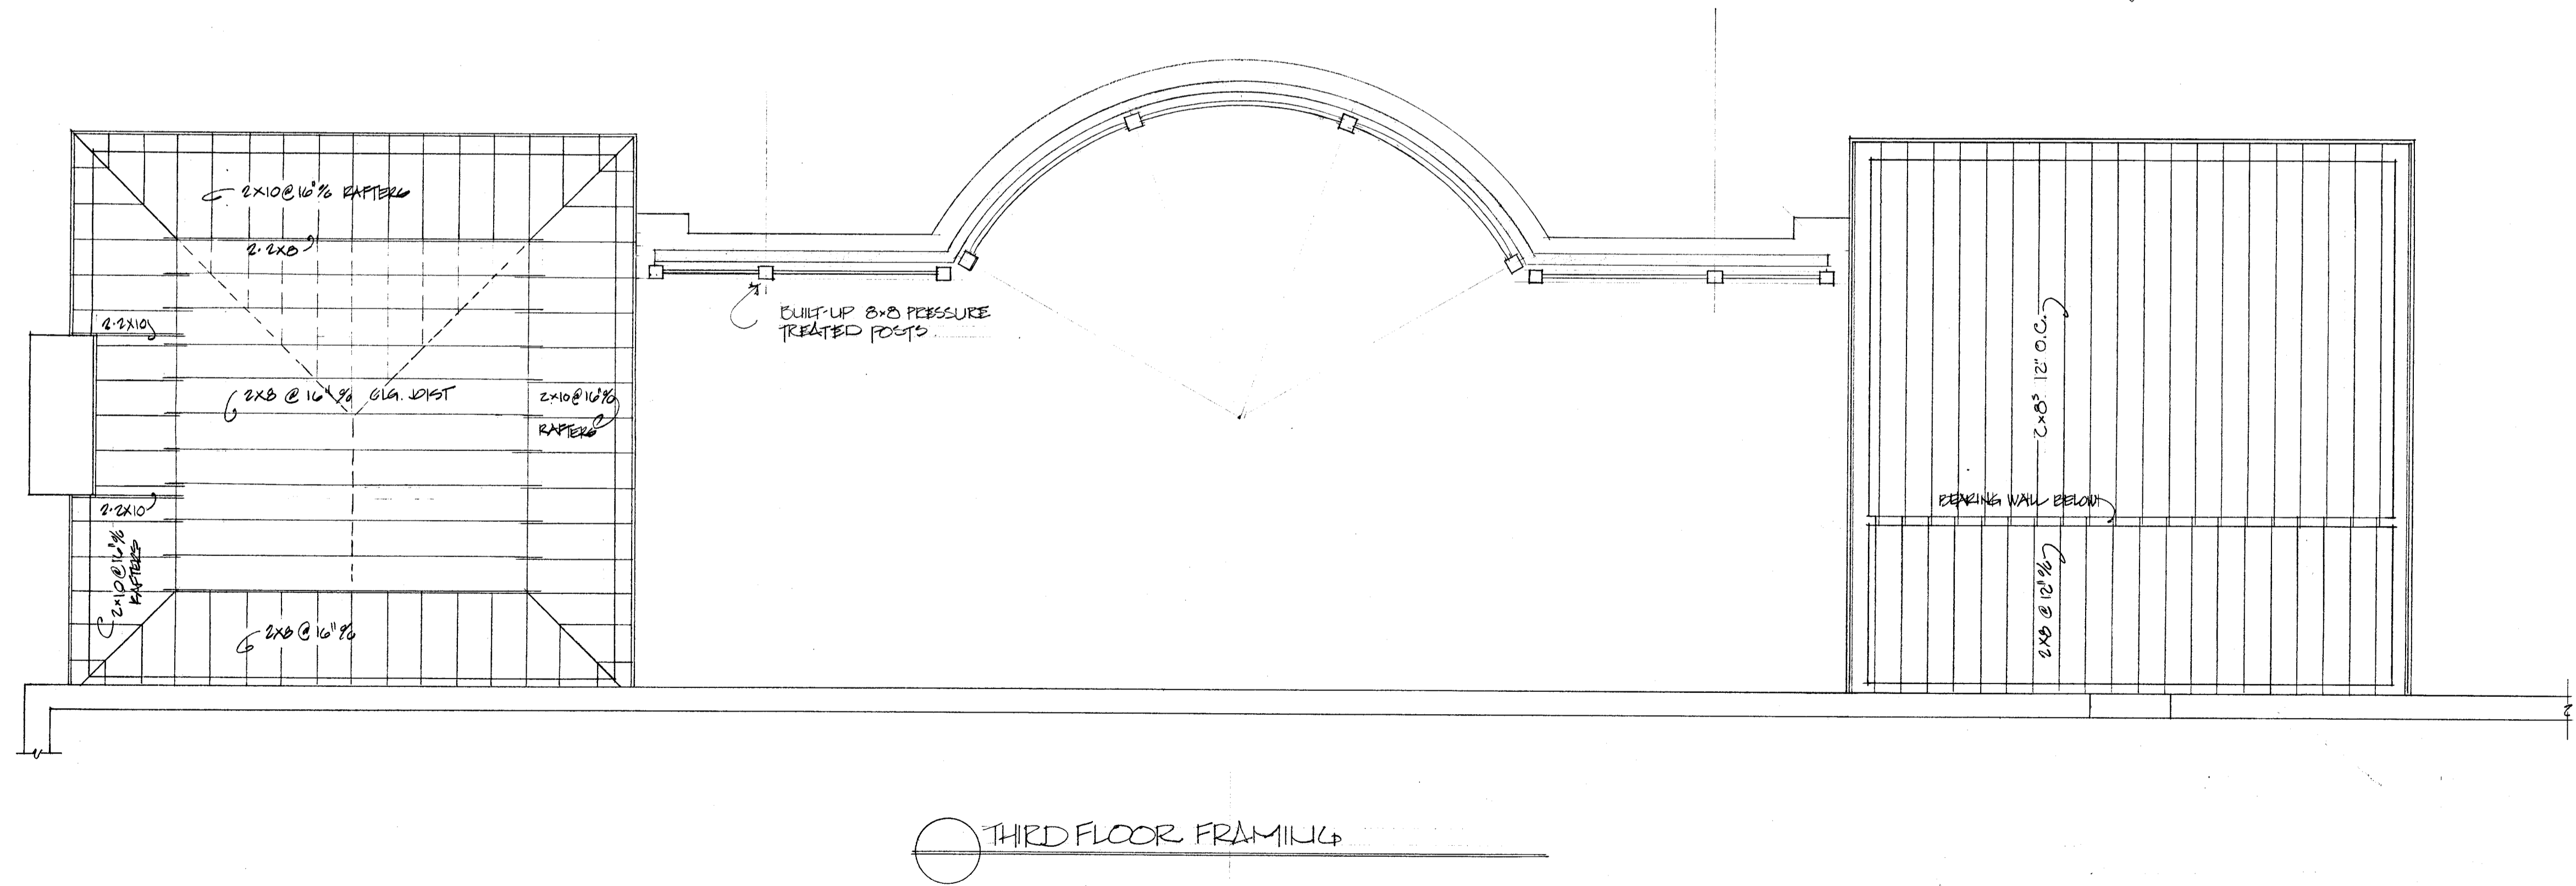 2x10@16"% RAFTERS
2-2x8
2-2x10
2x8 @ 16"% CLG. JOIST
2x10@16"%
RAFTERS
2-2x10
2x10@16"%
RAFTERS
2x8@16"%
BUILT-UP 8x8 PRESSURE
TREATED POSTS
2x8s 12" O.C.
BEARING WALL BELOW
2x8 @ 12"%
THIRD FLOOR FRAMING